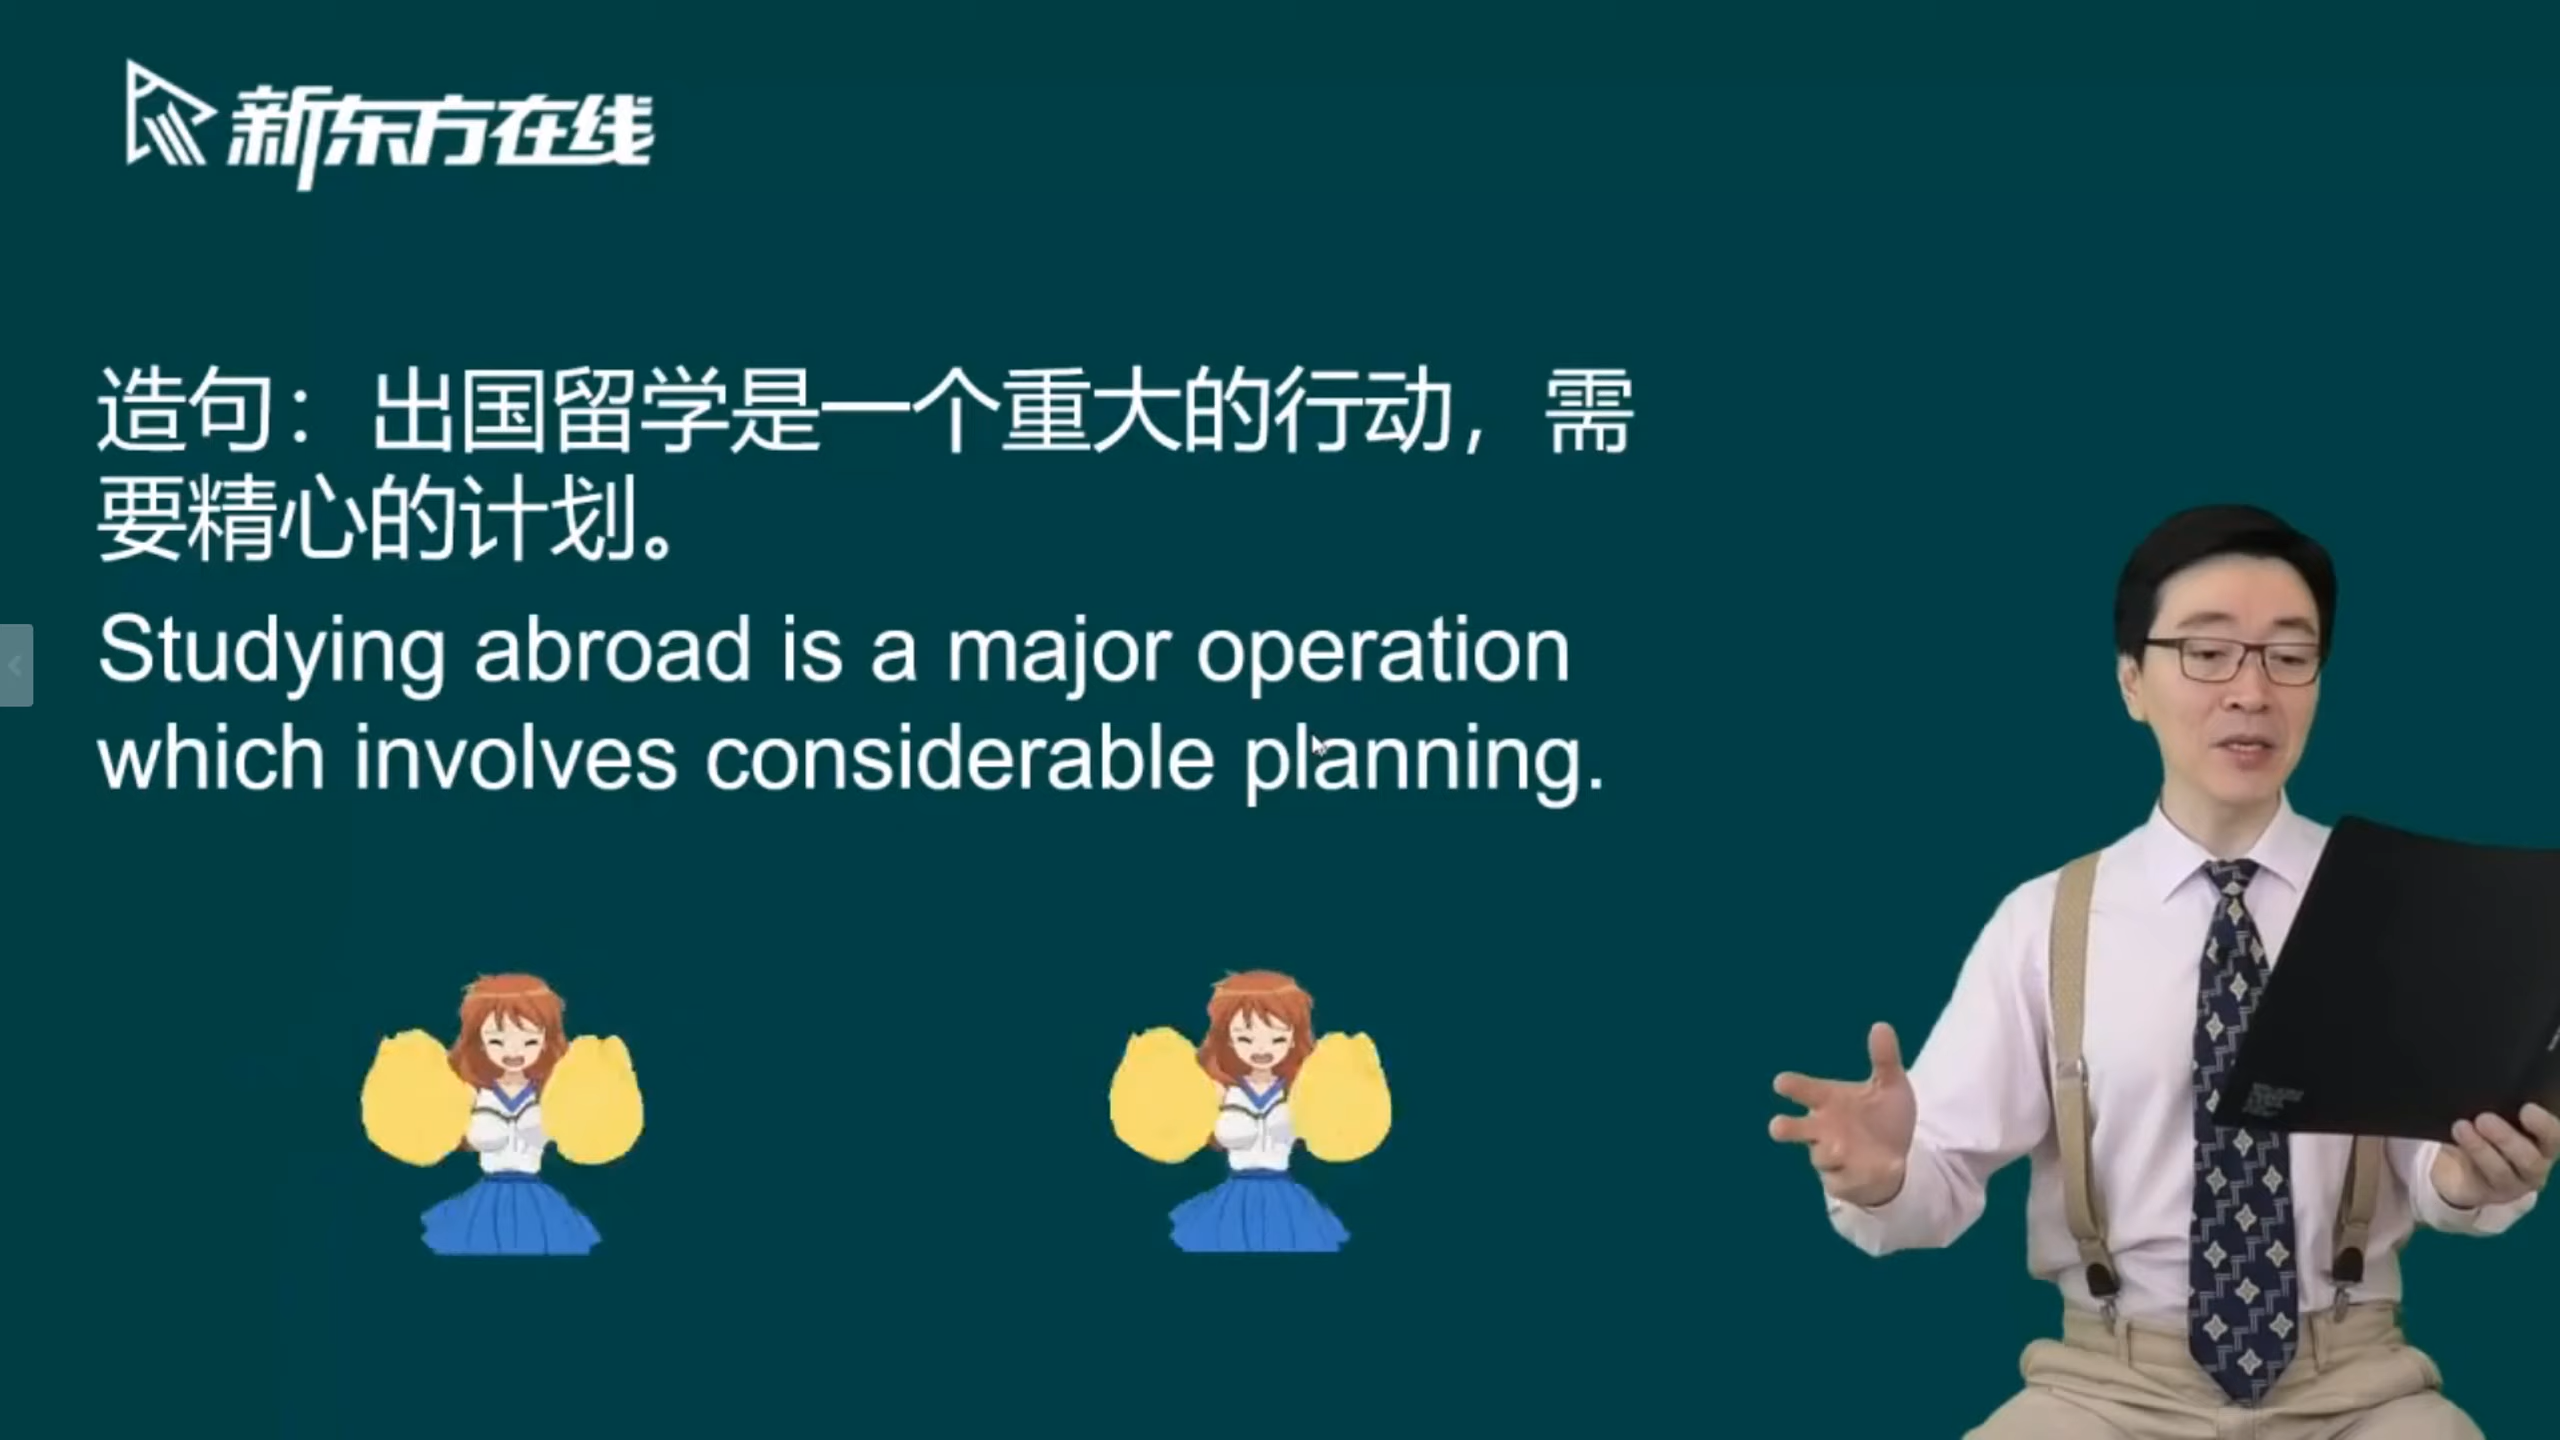 新东方在线
造句：出国留学是一个重大的行动，需
要精心的计划。
Studying abroad is a major operation
which involves considerable planning.